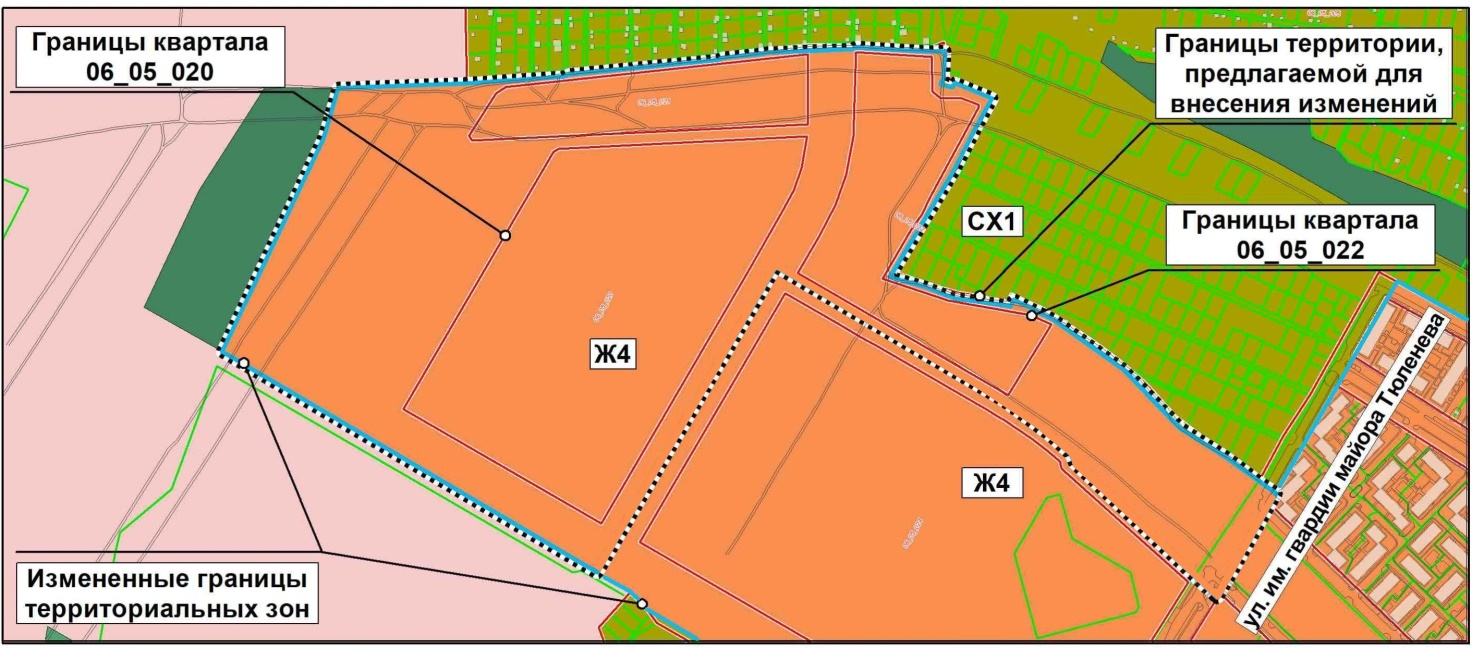 Границы квартала
06_05_020
Границы территории,
предлагаемой для
внесения изменений
СХ1
Границы квартала
06_05_022
Ж4
Ж4
ул. им. гвардии майора Тюленева
Измененные границы
территориальных зон